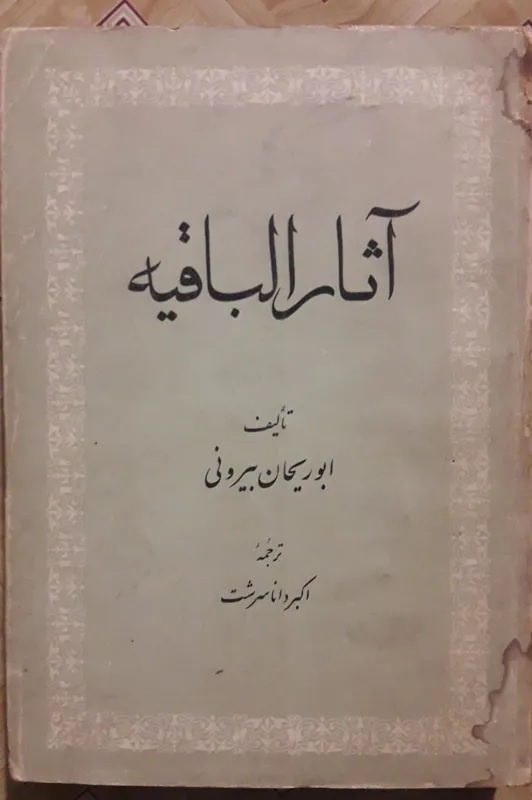 آثار الباقیه
تألیف
ابوریحان بیرونی
ترجمهٔ
اکبر داناسرشت